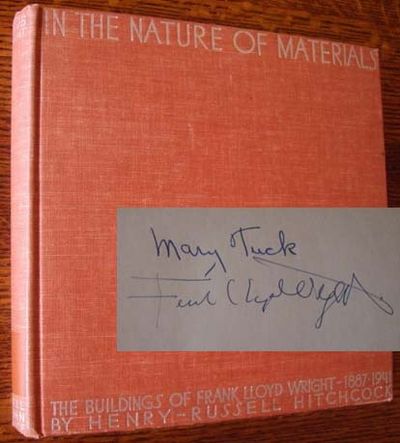 IN THE NATURE OF MATERIALS
Mary Tuck
Frank Lloyd Wright
THE BUILDINGS OF FRANK LLOYD WRIGHT - 1887-1941
BY HENRY-RUSSELL HITCHCOCK